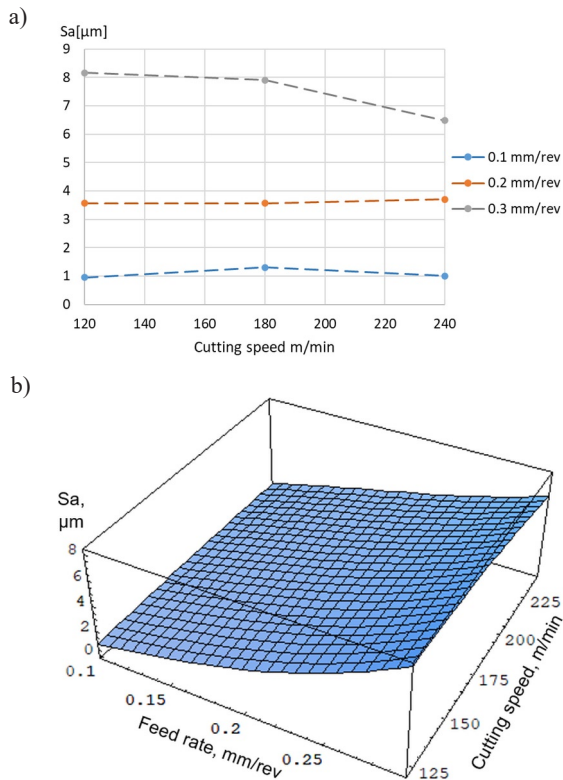 a)
Sa[µm]
9
8
7
6
5
4
3
2
1
0
120 140 160 180 200 220 240
Cutting speed m/min
0.1 mm/rev
0.2 mm/rev
0.3 mm/rev
b)
Sa,
µm
8
6
4
2
0
0.1
0.15
0.2
0.25
Feed rate, mm/rev
125
150
175
200
225
Cutting speed, m/min